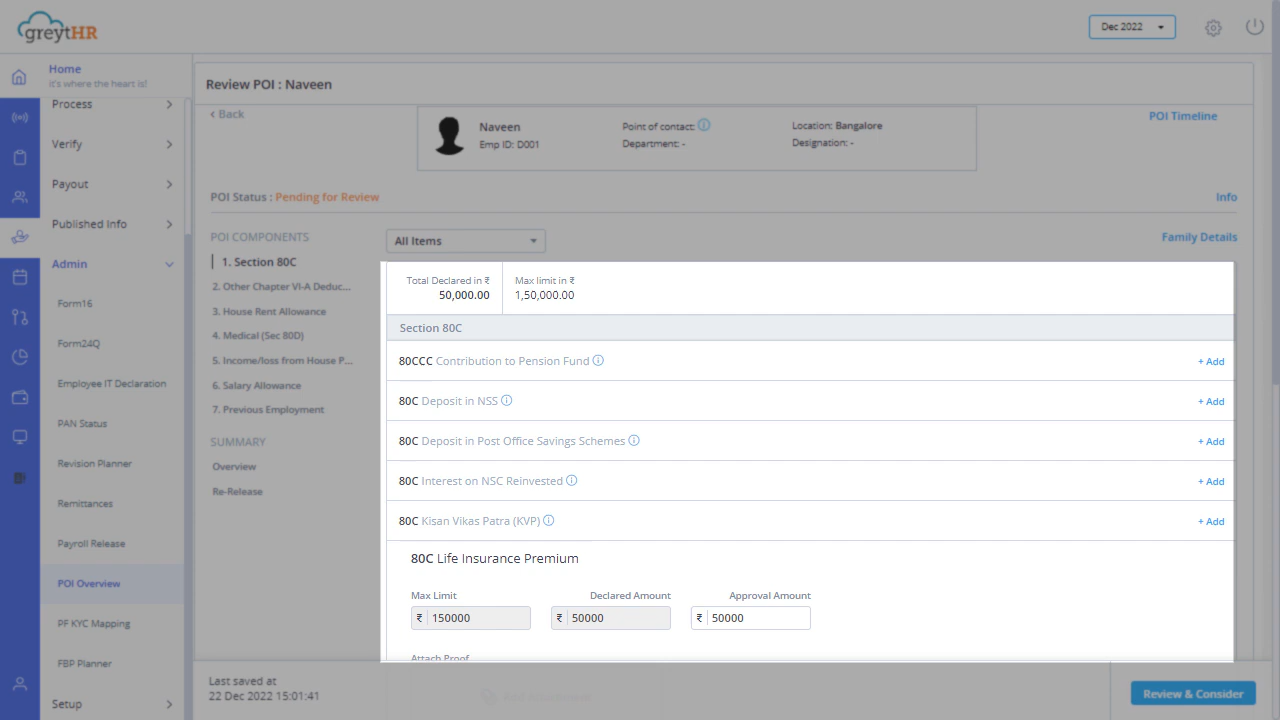 greytHR
Dec 2022
Home
it's where the heart is!
Process
Verify
Payout
Published Info
Admin
Form16
Form24Q
Employee IT Declaration
PAN Status
Revision Planner
Remittances
Payroll Release
POI Overview
PF KYC Mapping
FBP Planner
Setup
Review POI : Naveen
Back
Naveen
Emp ID: D001
Point of contact:
Department: -
Location: Bangalore
Designation: -
POI Timeline
POI Status : Pending for Review
Info
POI COMPONENTS
1. Section 80C
2. Other Chapter VI-A Deduc...
3. House Rent Allowance
4. Medical (Sec 80D)
5. Income/loss from House P...
6. Salary Allowance
7. Previous Employment
SUMMARY
Overview
Re-Release
All Items
Family Details
Total Declared in ₹
50,000.00
Max limit in ₹
1,50,000.00
Section 80C
80CCC Contribution to Pension Fund
+ Add
80C Deposit in NSS
+ Add
80C Deposit in Post Office Savings Schemes
+ Add
80C Interest on NSC Reinvested
+ Add
80C Kisan Vikas Patra (KVP)
+ Add
80C Life Insurance Premium
Max Limit
₹ 150000
Declared Amount
₹ 50000
Approval Amount
₹ 50000
Attach Proof
Last saved at
22 Dec 2022 15:01:41
Review & Consider